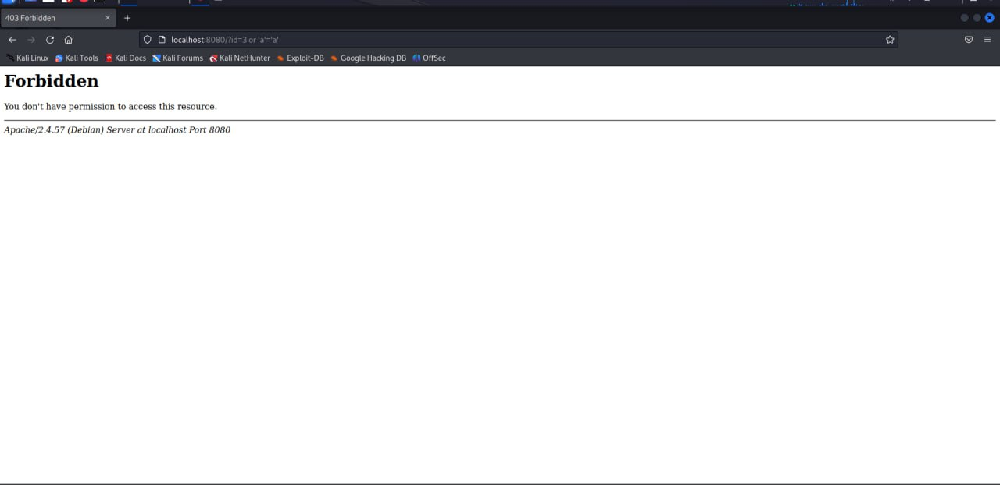 403 Forbidden
localhost:8080/?id=3 or 'a'='a'
Kali Linux Kali Tools Kali Docs Kali Forums Kali NetHunter Exploit-DB Google Hacking DB OffSec
Forbidden
You don't have permission to access this resource.
Apache/2.4.57 (Debian) Server at localhost Port 8080